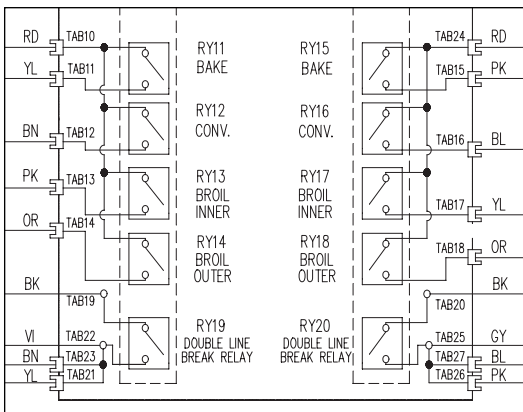 RD TAB10 RY11 RY15 TAB24 RD
YL TAB11 BAKE BAKE TAB15 PK
BN TAB12 RY12 RY16 TAB16 BL
CONV. CONV.
PK TAB13 RY13 RY17 TAB17 YL
BROIL BROIL
INNER INNER
OR TAB14 RY14 RY18 TAB18 OR
BROIL BROIL
OUTER OUTER
BK TAB19 TAB20 BK
VI TAB22 RY19 RY20 TAB25 GY
DOUBLE LINE DOUBLE LINE
BN TAB23 BREAK RELAY BREAK RELAY TAB27 BL
YL TAB21 TAB26 PK